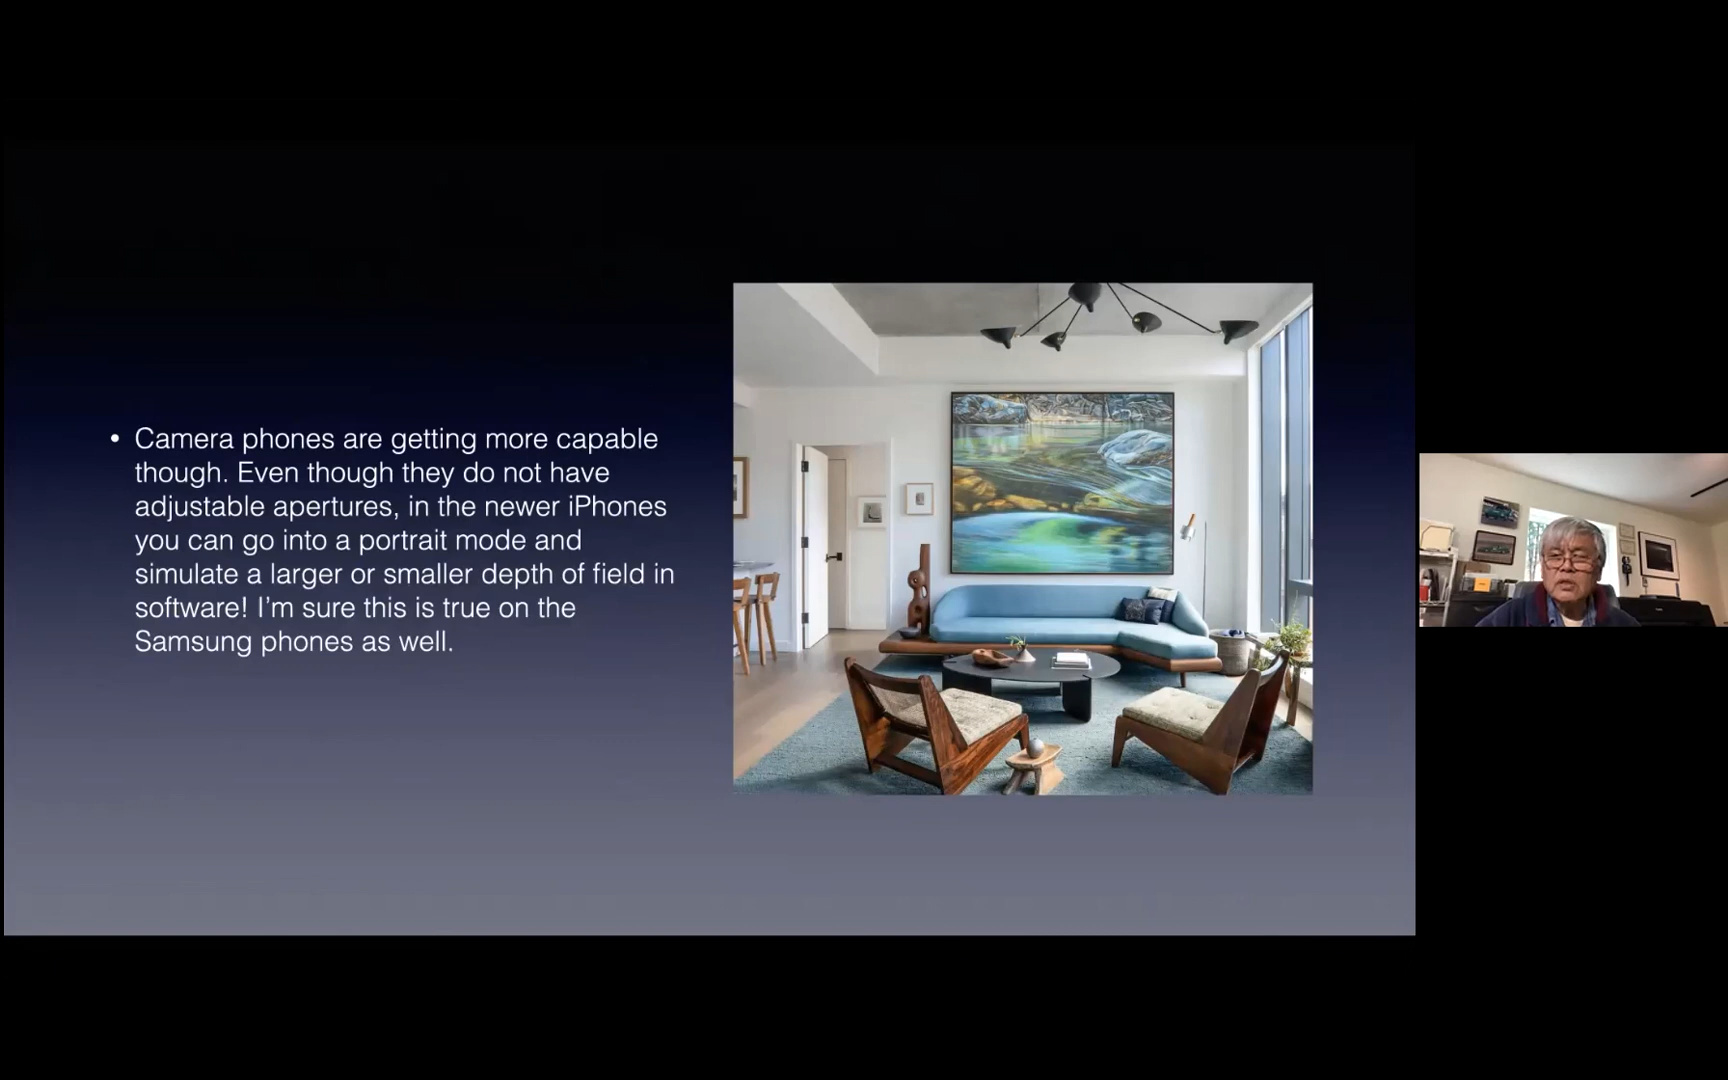 • Camera phones are getting more capable
though. Even though they do not have
adjustable apertures, in the newer iPhones
you can go into a portrait mode and
simulate a larger or smaller depth of field in
software! I'm sure this is true on the
Samsung phones as well.